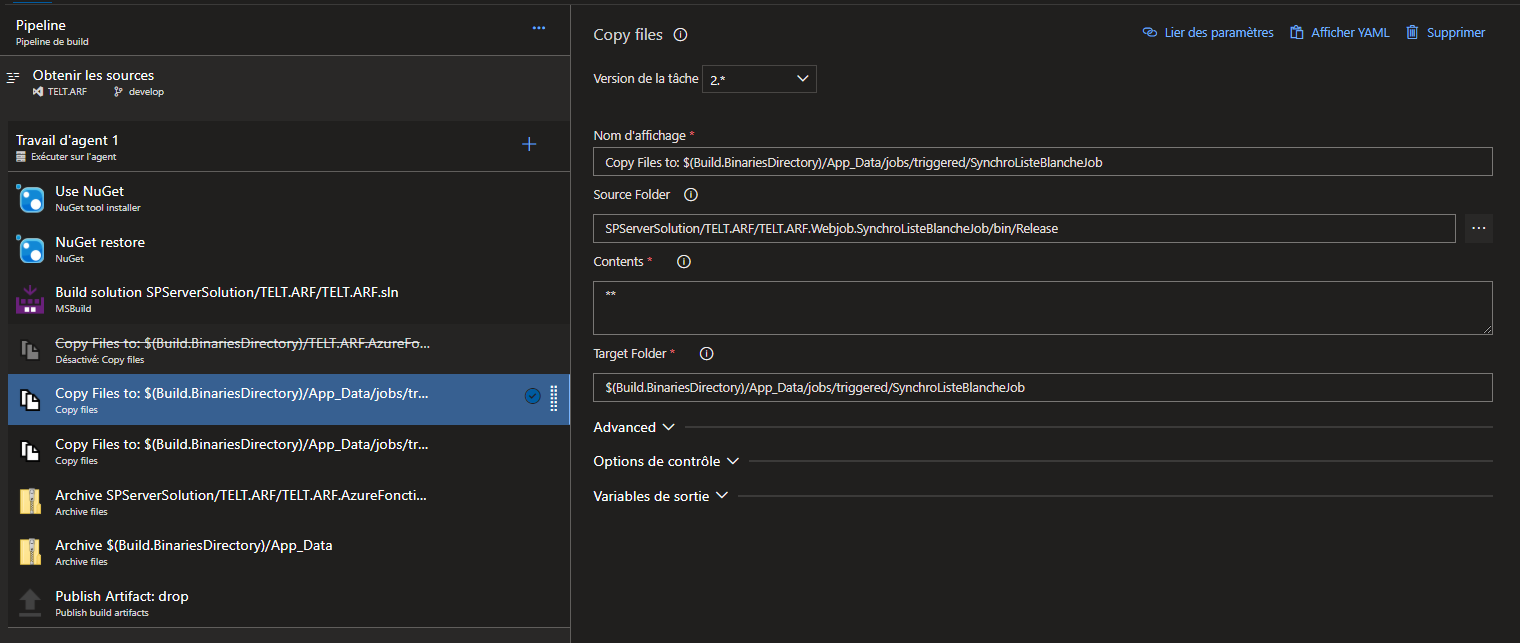 Pipeline
Pipeline de build
Obtenir les sources
TELT.ARF develop
Travail d'agent 1
Exécuter sur l'agent
Use NuGet
NuGet tool installer
NuGet restore
NuGet
Build solution SPServerSolution/TELT.ARF/TELT.ARF.sln
MSBuild
Copy Files to: $(Build.BinariesDirectory)/TELT.ARF.AzureFo...
Désactivé: Copy files
Copy Files to: $(Build.BinariesDirectory)/App_Data/jobs/tr...
Copy files
Copy Files to: $(Build.BinariesDirectory)/App_Data/jobs/tr...
Copy files
Archive SPServerSolution/TELT.ARF/TELT.ARF.AzureFoncti...
Archive files
Archive $(Build.BinariesDirectory)/App_Data
Archive files
Publish Artifact: drop
Publish build artifacts
Copy files
Lier des paramètres Afficher YAML Supprimer
Version de la tâche 2.*
Nom d'affichage *
Copy Files to: $(Build.BinariesDirectory)/App_Data/jobs/triggered/SynchroListeBlancheJob
Source Folder
SPServerSolution/TELT.ARF/TELT.ARF.Webjob.SynchroListeBlancheJob/bin/Release
Contents *
**
Target Folder *
$(Build.BinariesDirectory)/App_Data/jobs/triggered/SynchroListeBlancheJob
Advanced
Options de contrôle
Variables de sortie